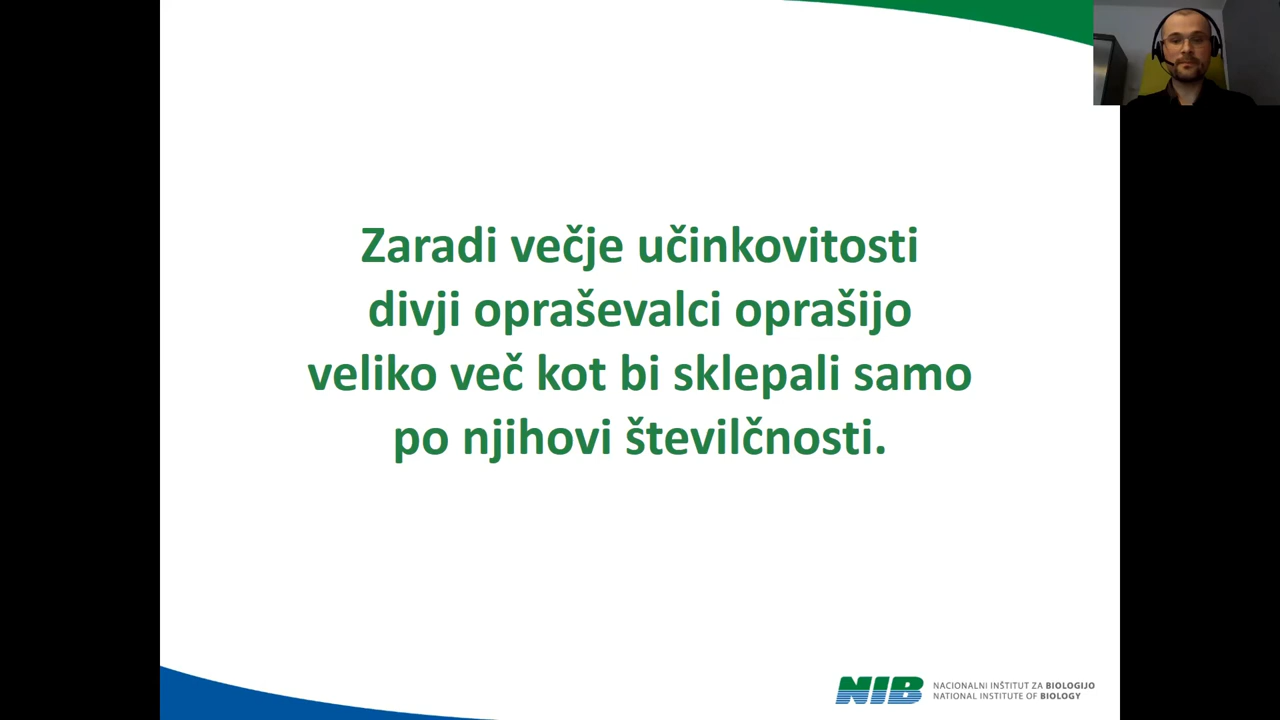 Zaradi večje učinkovitosti
divji opraševalci oprašijo
veliko več kot bi sklepali samo
po njihovi številčnosti.
NIB
NACIONALNI INŠTITUT ZA BIOLOGIJO
NATIONAL INSTITUTE OF BIOLOGY